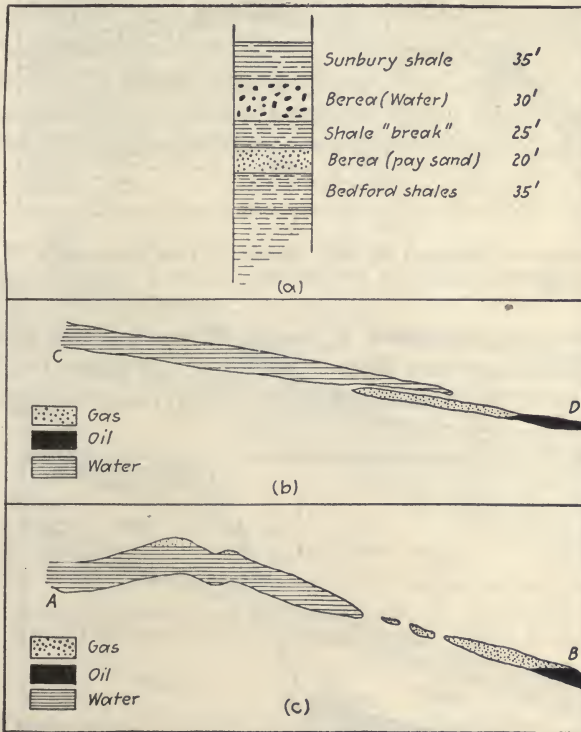 Sunbury shale 35'
Berea (Water) 30'
Shale "break" 25'
Berea (pay sand) 20'
Bedford shales 35'
(a)
C
D
Gas
Oil
Water
(b)
A
B
Gas
Oil
Water
(c)